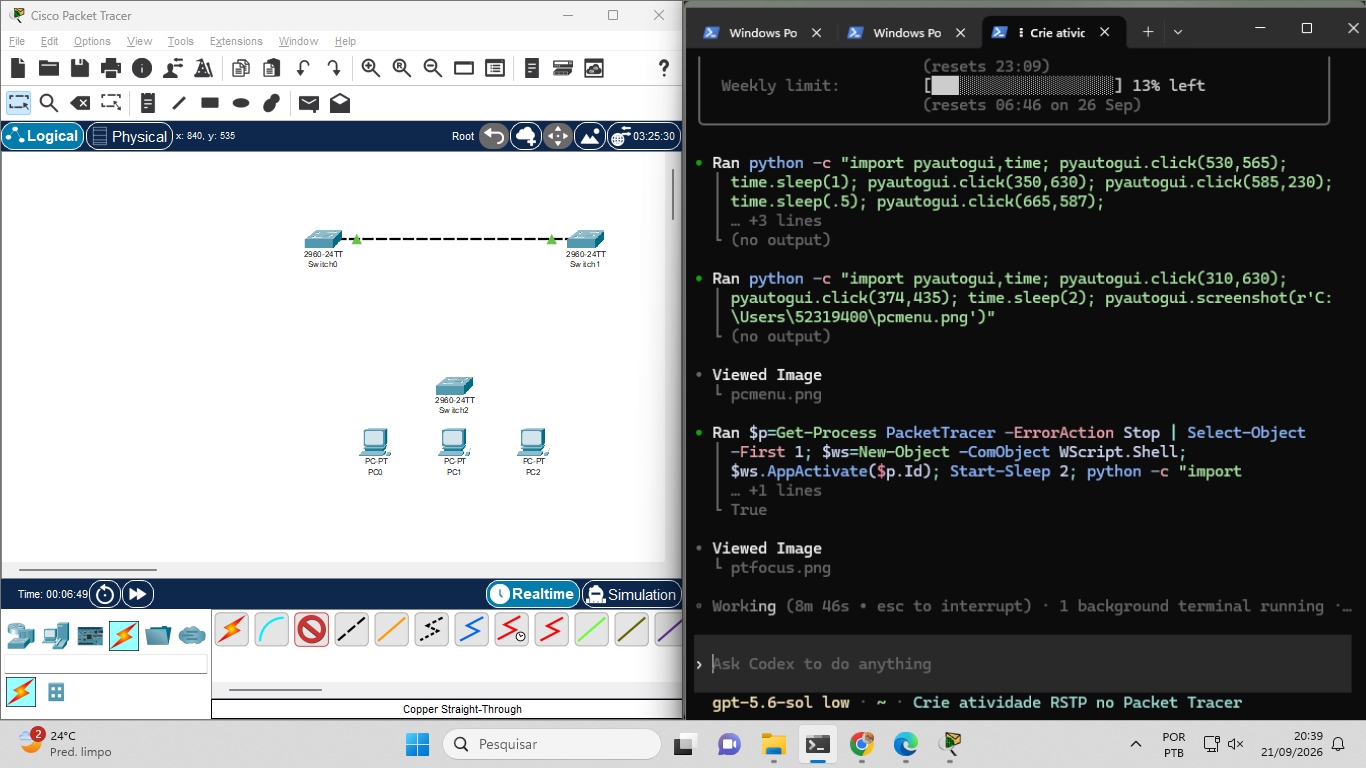 Cisco Packet Tracer
File Edit Options View Tools Extensions Window Help
?
Logical Physical x: 840, y: 535 Root 03:25:30
2960-24TT
Switch0
2960-24TT
Switch1
2960-24TT
Switch2
PC-PT
PC0
PC-PT
PC1
PC-PT
PC2
Time: 00:06:49 Realtime Simulation
Copper Straight-Through
Windows Po Windows Po Crie ativic
(resets 23:09)
Weekly limit: [ ] 13% left
(resets 06:46 on 26 Sep)
• Ran python -c "import pyautogui,time; pyautogui.click(530,565);
time.sleep(1); pyautogui.click(350,630); pyautogui.click(585,230);
time.sleep(.5); pyautogui.click(665,587);
… +3 lines
(no output)
• Ran python -c "import pyautogui,time; pyautogui.click(310,630);
pyautogui.click(374,435); time.sleep(2); pyautogui.screenshot(r'C:
\Users\52319400\pcmenu.png')"
(no output)
• Viewed Image
pcmenu.png
• Ran $p=Get-Process PacketTracer -ErrorAction Stop | Select-Object
-First 1; $ws=New-Object -ComObject WScript.Shell;
$ws.AppActivate($p.Id); Start-Sleep 2; python -c "import
… +1 lines
True
• Viewed Image
ptfocus.png
Working (8m 46s • esc to interrupt) · 1 background terminal running ·…
› Ask Codex to do anything
gpt-5.6-sol low · ~ · Crie atividade RSTP no Packet Tracer
2
24°C
Pred. limpo
Pesquisar
POR
PTB
20:39
21/09/2026